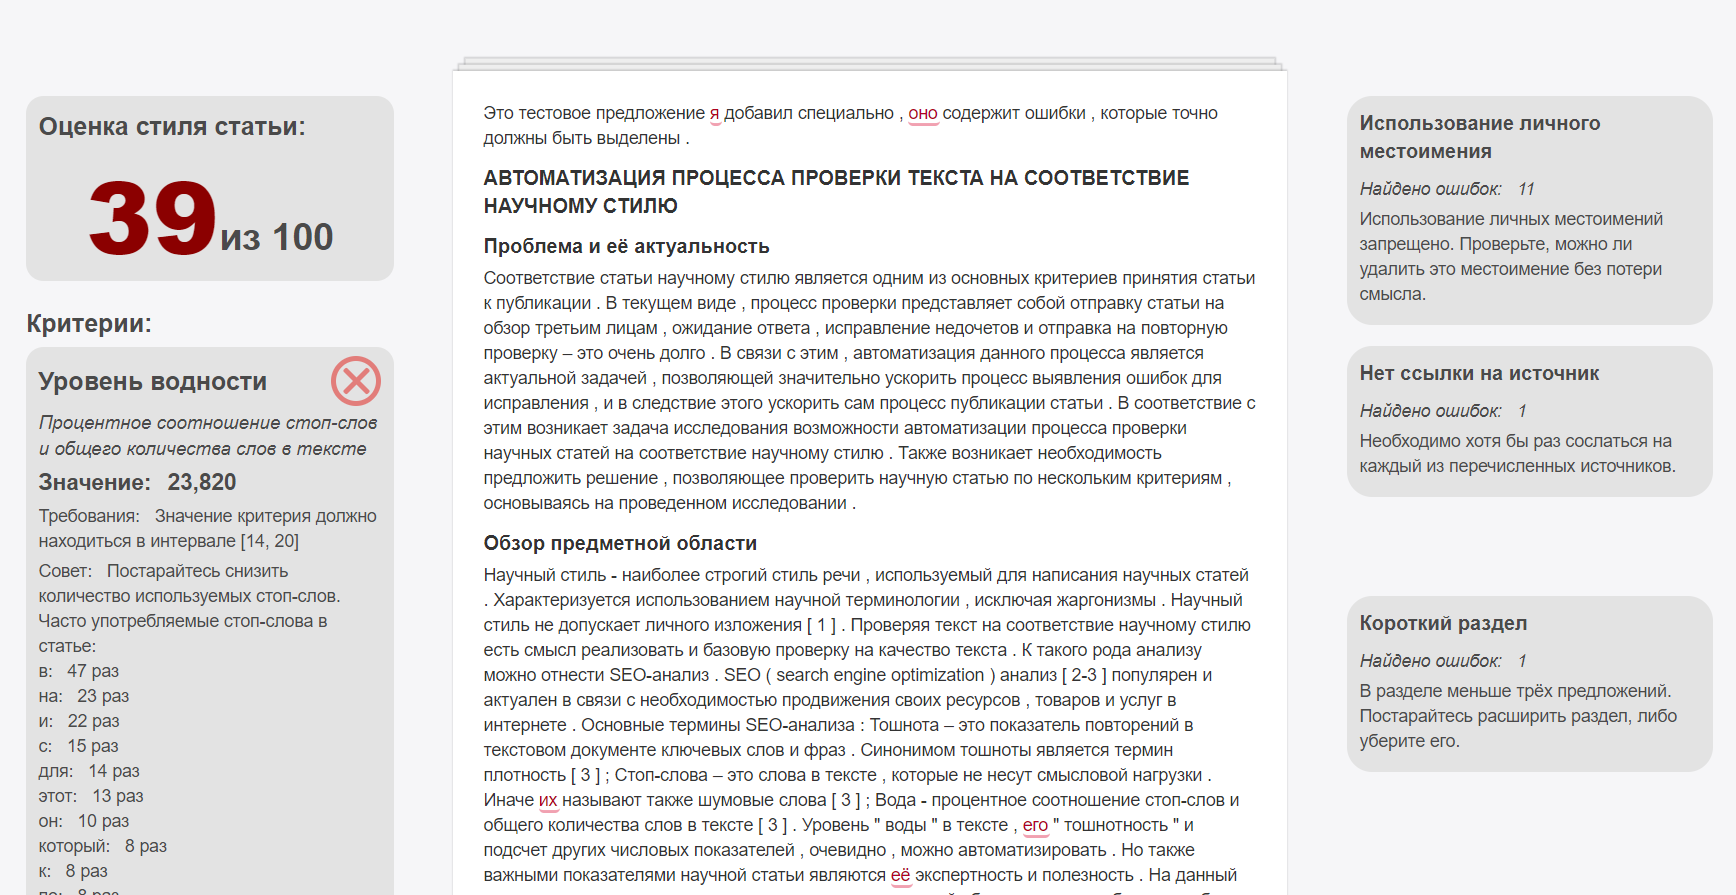 Оценка стиля статьи:
39 из 100
Критерии:
Уровень водности
Процентное соотношение стоп-слов
и общего количества слов в тексте
Значение: 23,820
Требования: Значение критерия должно
находиться в интервале [14, 20]
Совет: Постарайтесь снизить
количество используемых стоп-слов.
Часто употребляемые стоп-слова в
статье:
в: 47 раз
на: 23 раз
и: 22 раз
с: 15 раз
для: 14 раз
этот: 13 раз
он: 10 раз
который: 8 раз
к: 8 раз
по: 8 раз
Это тестовое предложение я добавил специально , оно содержит ошибки , которые точно
должны быть выделены .
АВТОМАТИЗАЦИЯ ПРОЦЕССА ПРОВЕРКИ ТЕКСТА НА СООТВЕТСТВИЕ
НАУЧНОМУ СТИЛЮ
Проблема и её актуальность
Соответствие статьи научному стилю является одним из основных критериев принятия статьи
к публикации . В текущем виде , процесс проверки представляет собой отправку статьи на
обзор третьим лицам , ожидание ответа , исправление недочетов и отправка на повторную
проверку – это очень долго . В связи с этим , автоматизация данного процесса является
актуальной задачей , позволяющей значительно ускорить процесс выявления ошибок для
исправления , и в следствие этого ускорить сам процесс публикации статьи . В соответствие с
этим возникает задача исследования возможности автоматизации процесса проверки
научных статей на соответствие научному стилю . Также возникает необходимость
предложить решение , позволяющее проверить научную статью по нескольким критериям ,
основываясь на проведенном исследовании .
Обзор предметной области
Научный стиль - наиболее строгий стиль речи , используемый для написания научных статей
. Характеризуется использованием научной терминологии , исключая жаргонизмы . Научный
стиль не допускает личного изложения [ 1 ] . Проверяя текст на соответствие научному стилю
есть смысл реализовать и базовую проверку на качество текста . К такого рода анализу
можно отнести SEO-анализ . SEO ( search engine optimization ) анализ [ 2-3 ] популярен и
актуален в связи с необходимостью продвижения своих ресурсов , товаров и услуг в
интернете . Основные термины SEO-анализа : Тошнота – это показатель повторений в
текстовом документе ключевых слов и фраз . Синонимом тошноты является термин
плотность [ 3 ] ; Стоп-слова – это слова в тексте , которые не несут смысловой нагрузки .
Иначе их называют также шумовые слова [ 3 ] ; Вода - процентное соотношение стоп-слов и
общего количества слов в тексте [ 3 ] . Уровень " воды " в тексте , его " тошнотность " и
подсчет других числовых показателей , очевидно , можно автоматизировать . Но также
важными показателями научной статьи являются её экспертность и полезность . На данный
Использование личного
местоимения
Найдено ошибок: 11
Использование личных местоимений
запрещено. Проверьте, можно ли
удалить это местоимение без потери
смысла.
Нет ссылки на источник
Найдено ошибок: 1
Необходимо хотя бы раз сослаться на
каждый из перечисленных источников.
Короткий раздел
Найдено ошибок: 1
В разделе меньше трёх предложений.
Постарайтесь расширить раздел, либо
уберите его.